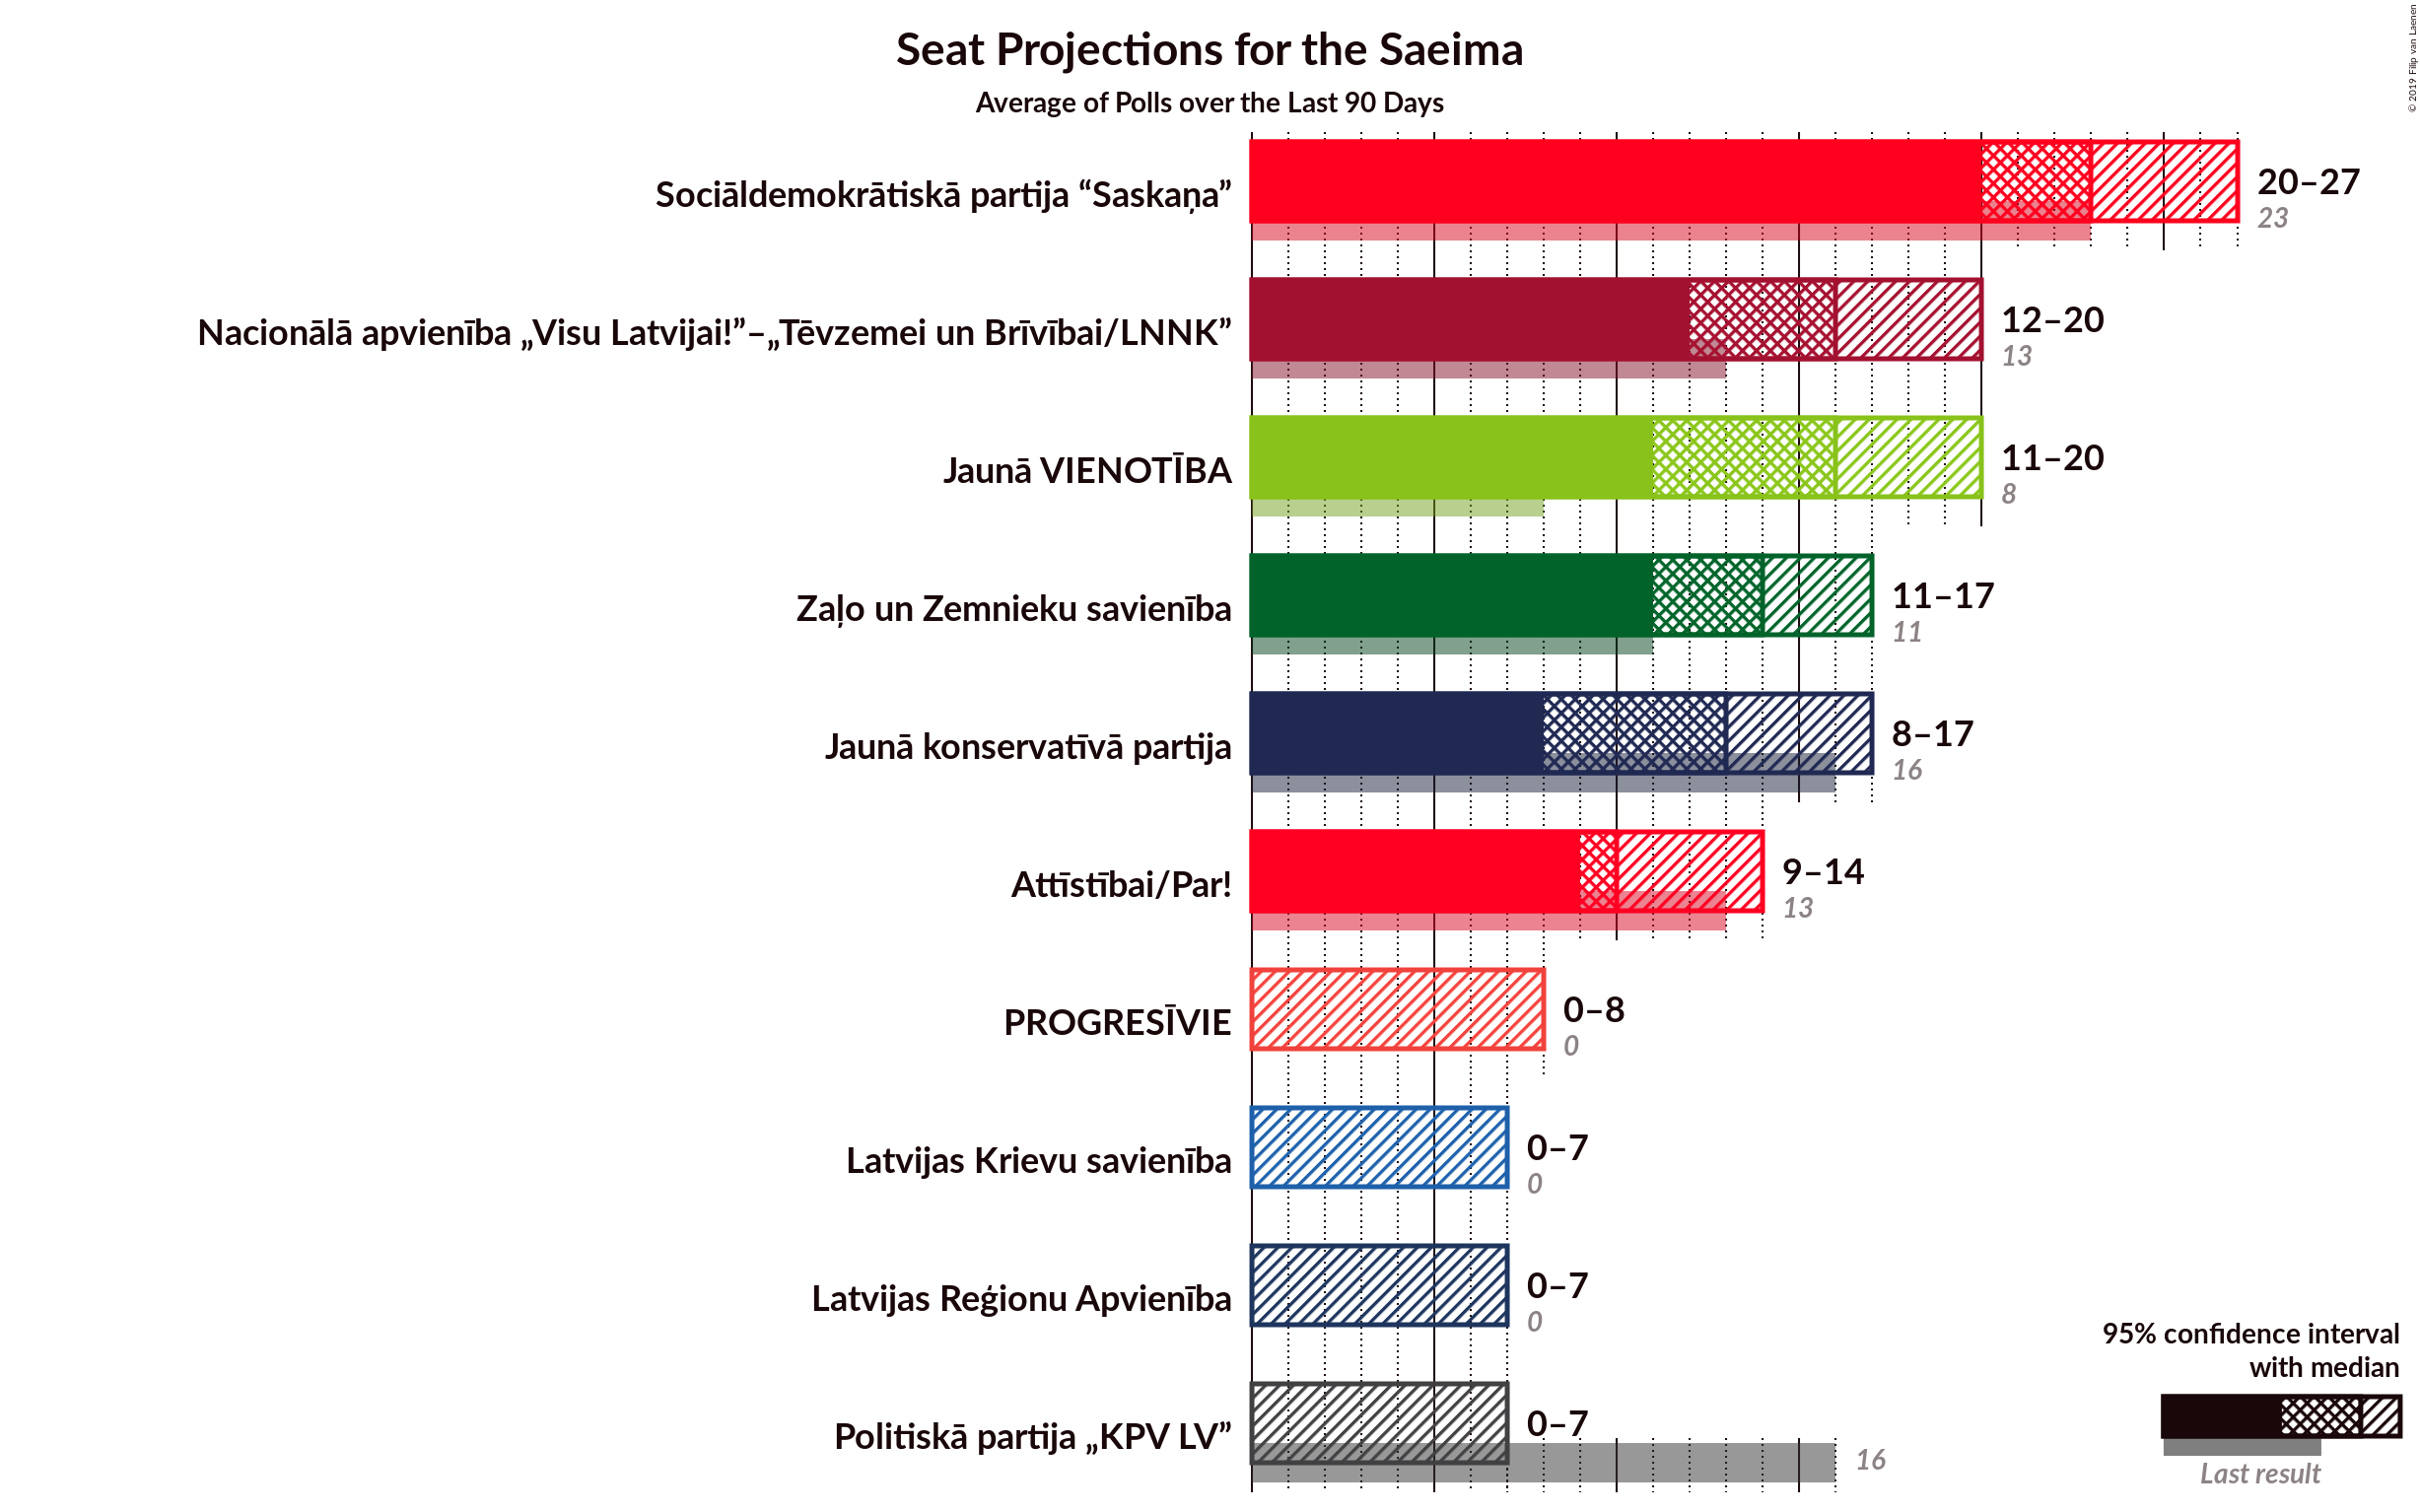 Seat Projections for the Saeima
Average of Polls over the Last 90 Days
© 2019 Filip van Laenen
Sociāldemokrātiskā partija “Saskaņa”
20–27
23
Nacionālā apvienība „Visu Latvijai!”–„Tēvzemei un Brīvībai/LNNK”
12–20
13
Jaunā VIENOTĪBA
11–20
8
Zaļo un Zemnieku savienība
11–17
11
Jaunā konservatīvā partija
8–17
16
Attīstībai/Par!
9–14
13
PROGRESĪVIE
0–8
0
Latvijas Krievu savienība
0–7
0
Latvijas Reģionu Apvienība
0–7
0
Politiskā partija „KPV LV”
0–7
16
95% confidence interval
with median
Last result